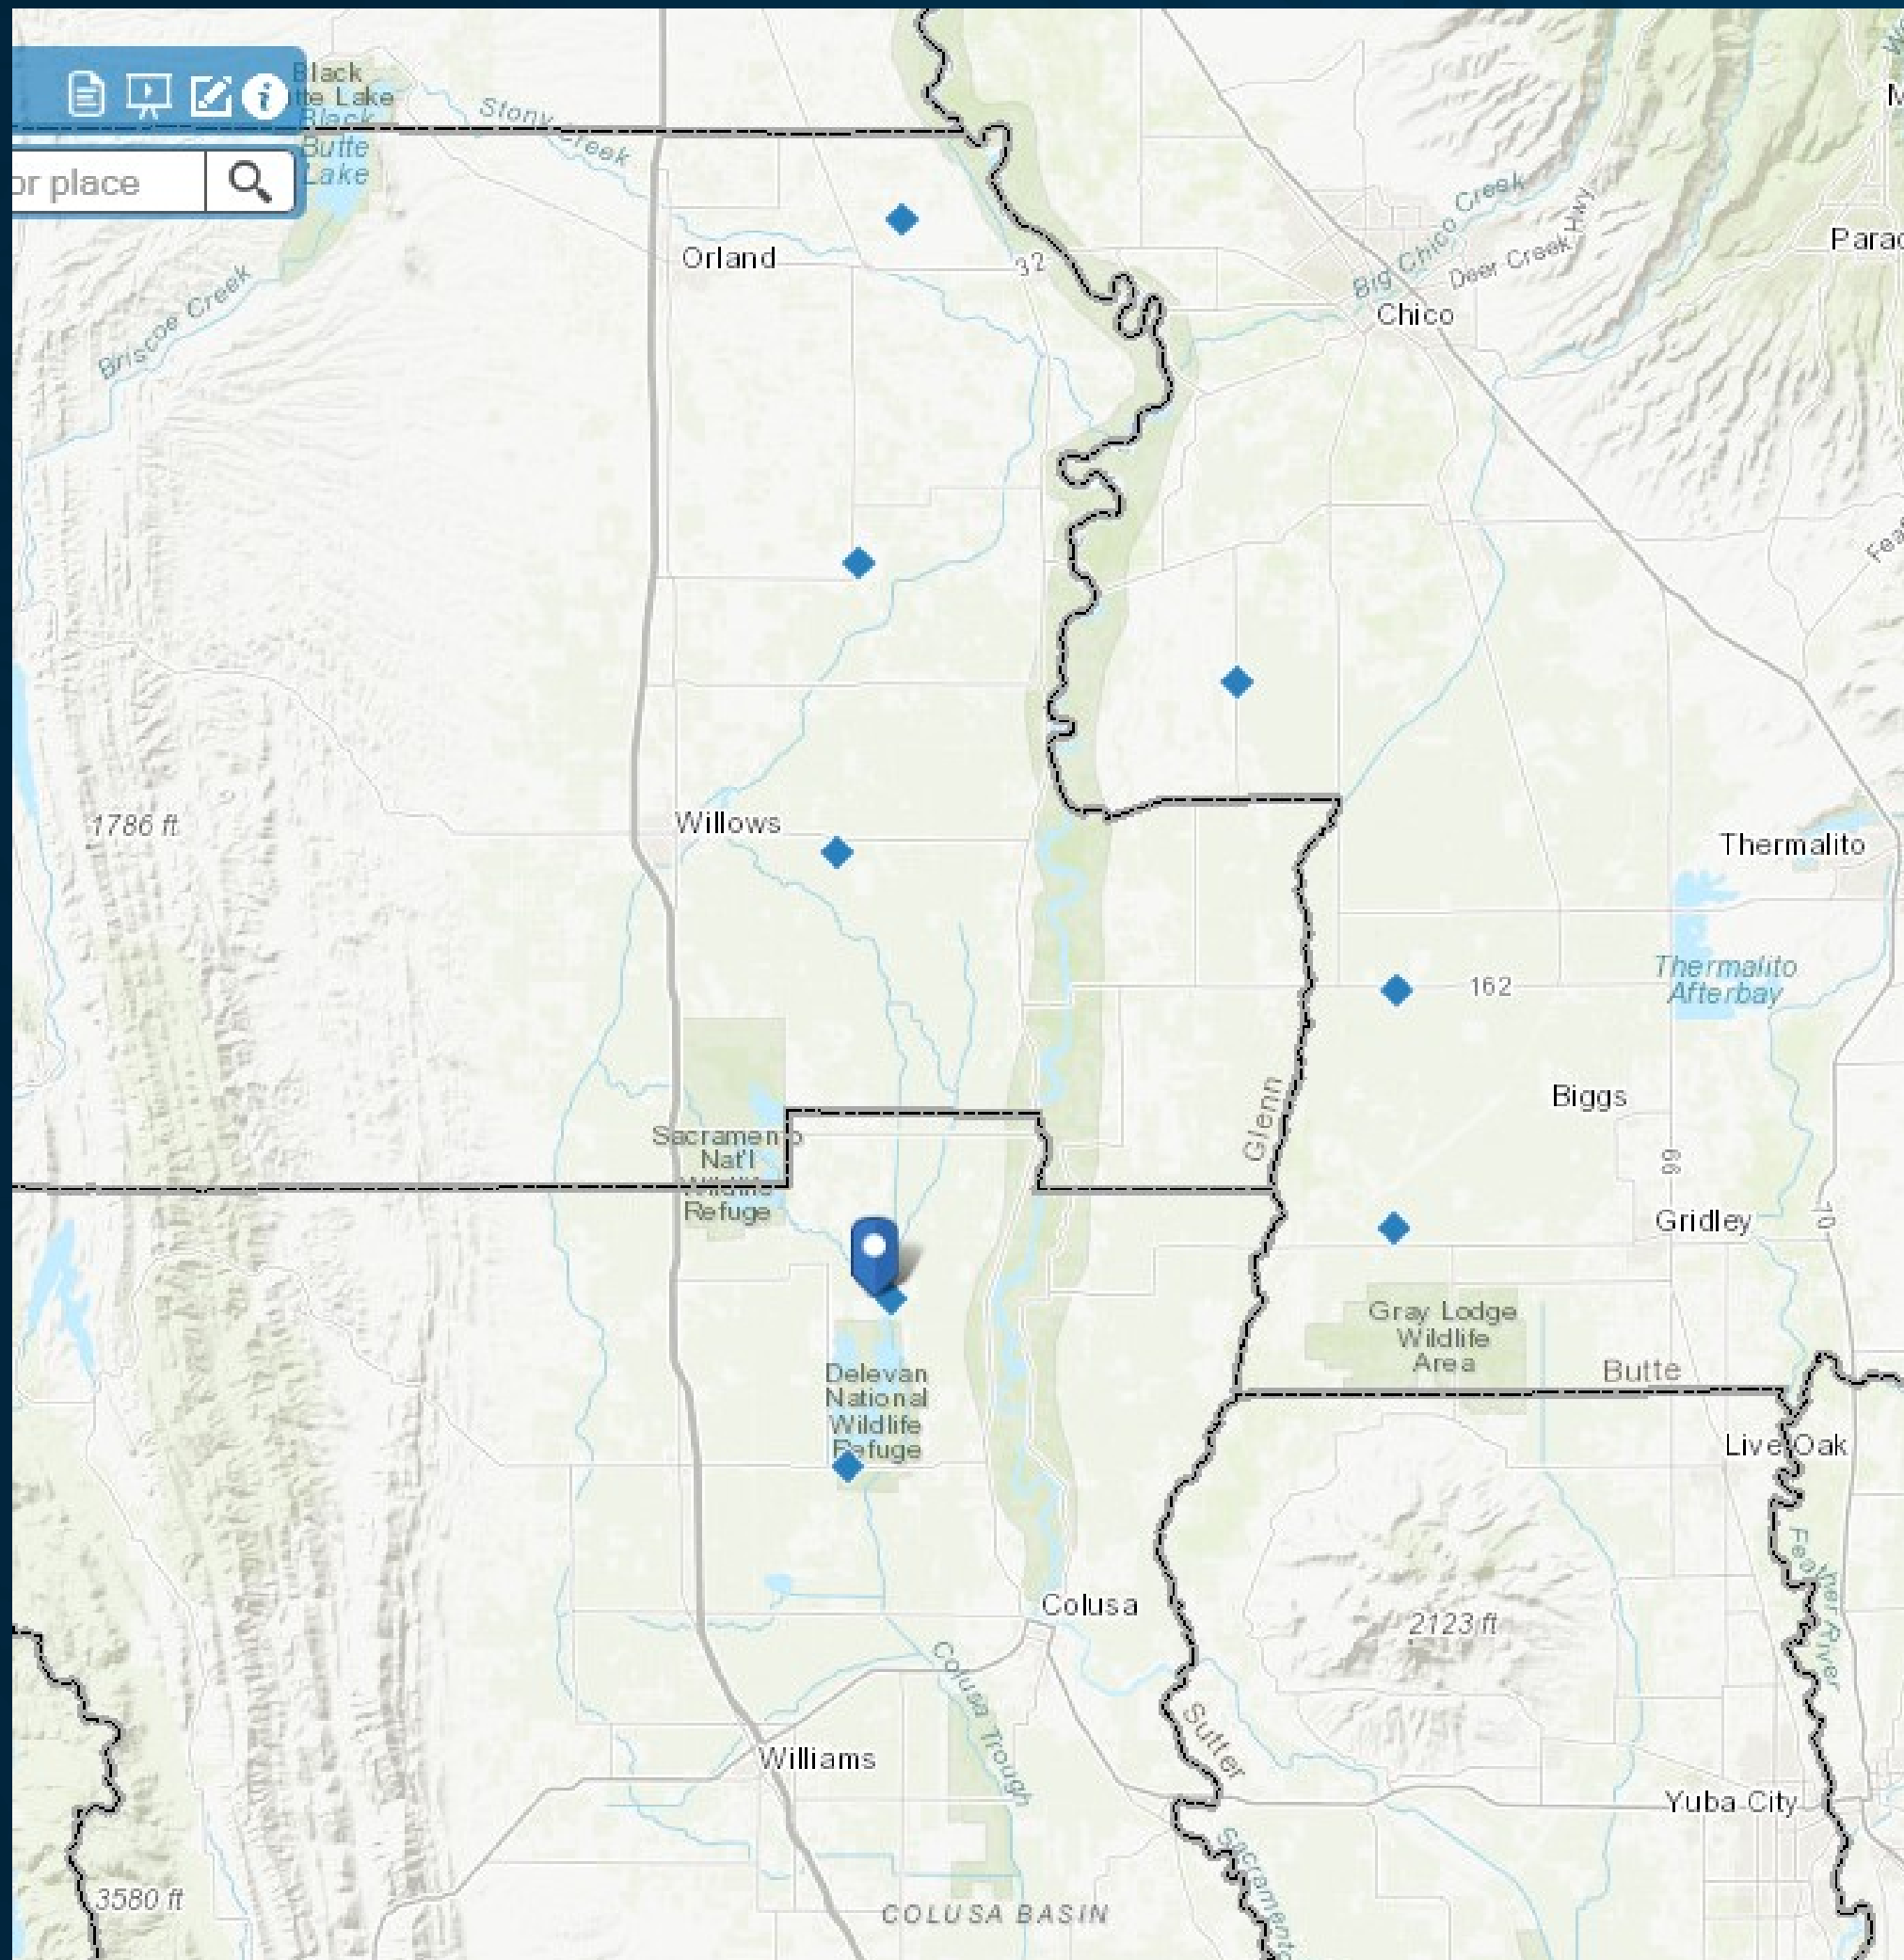 Black
tte Lake
Black
Butte
Lake
or place
Stony Creek
Briscoe Creek
Orland
32
Big Chico Creek
Deer Creek Hwy
Chico
Parad
Fea
1786 ft
Willows
Thermalito
Thermalito
Afterbay
162
Biggs
Glenn
99
Sacramento
Nat'l
Wildlife
Refuge
Gridley
Gray Lodge
Wildlife
Area
Butte
Delevan
National
Wildlife
Refuge
Live Oak
Feather River
Colusa
2123 ft
Colusa Trough
Sutter
Williams
Yuba City
Sacramento
3580 ft
COLUSA BASIN